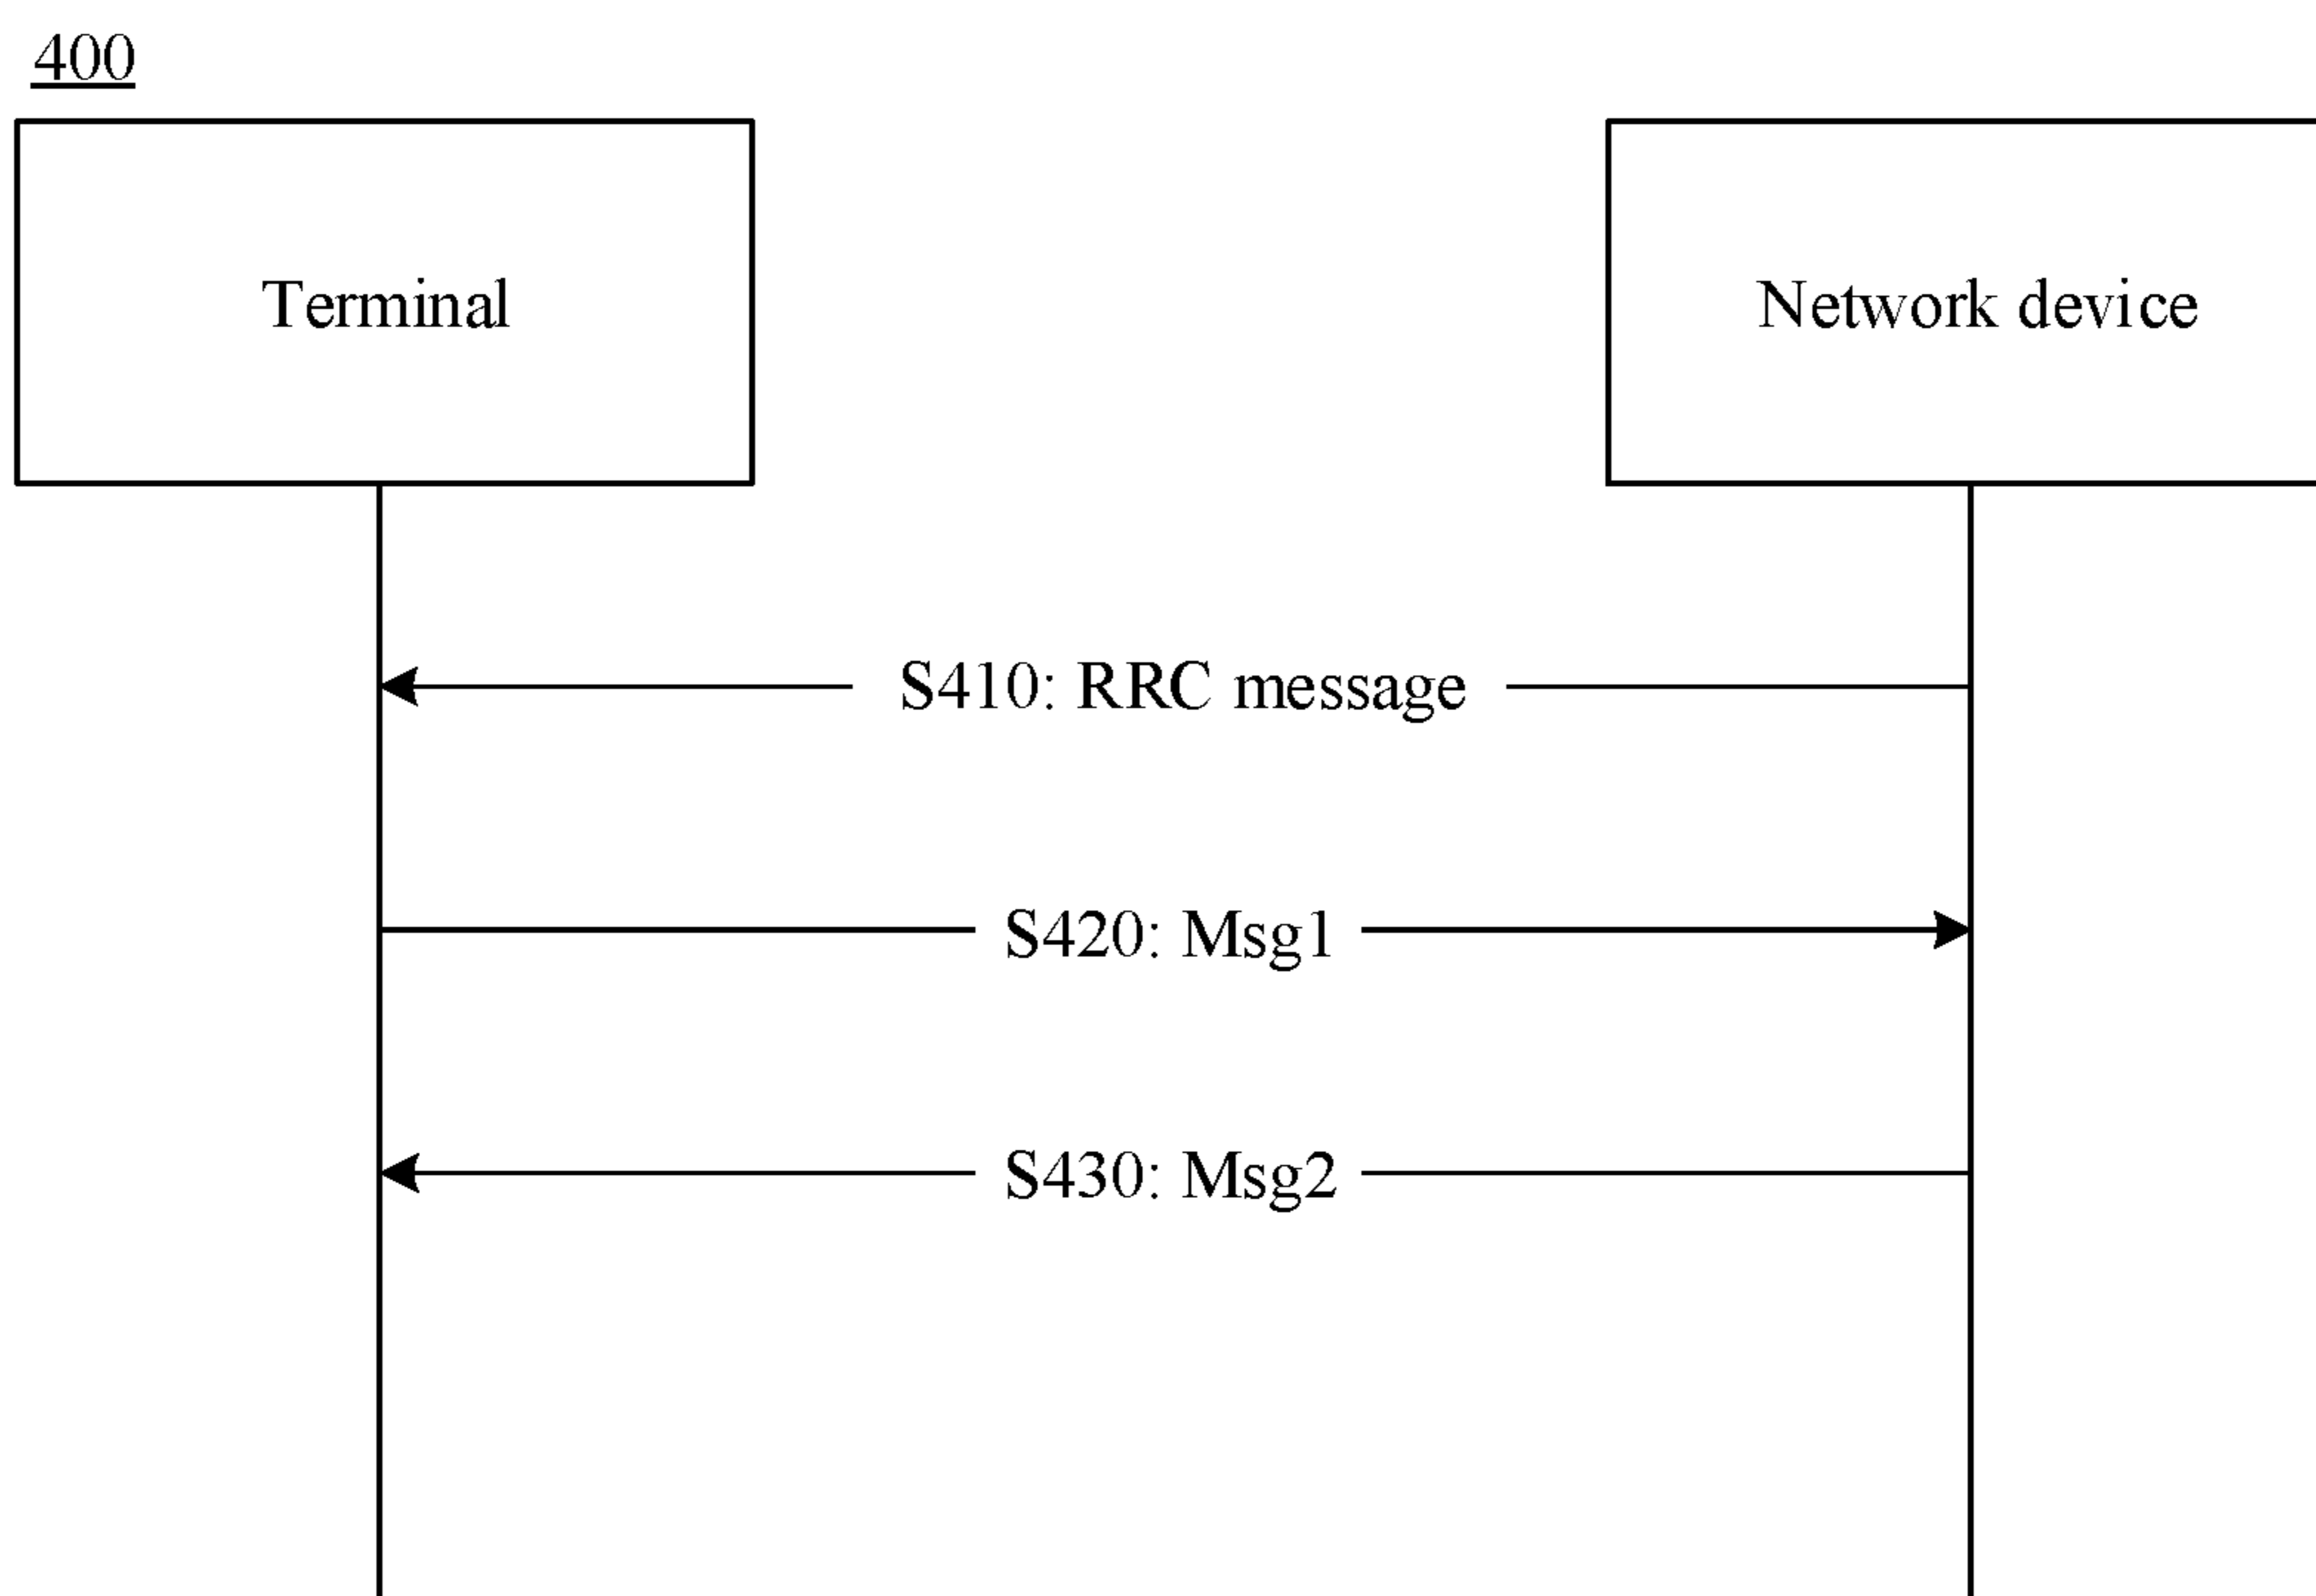 400
Terminal
Network device
S410: RRC message
S420: Msg1
S430: Msg2